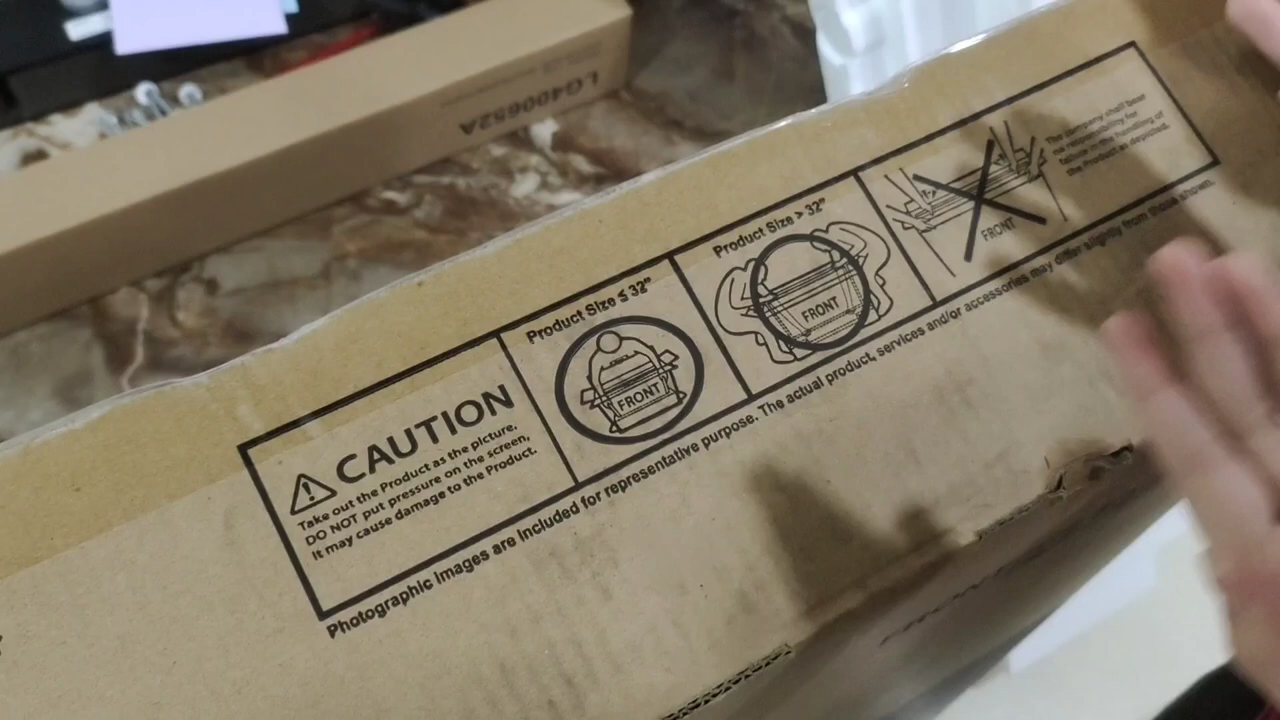 LG400652A
CAUTION
Take out the Product as the picture.
DO NOT put pressure on the screen,
it may cause damage to the Product.
Product Size ≤ 32"
FRONT
Product Size > 32"
FRONT
FRONT
The company shall bear
no responsibility for
failure in the handling of
the Product as depicted.
Photographic images are included for representative purpose. The actual product, services and/or accessories may differ slightly from those shown.